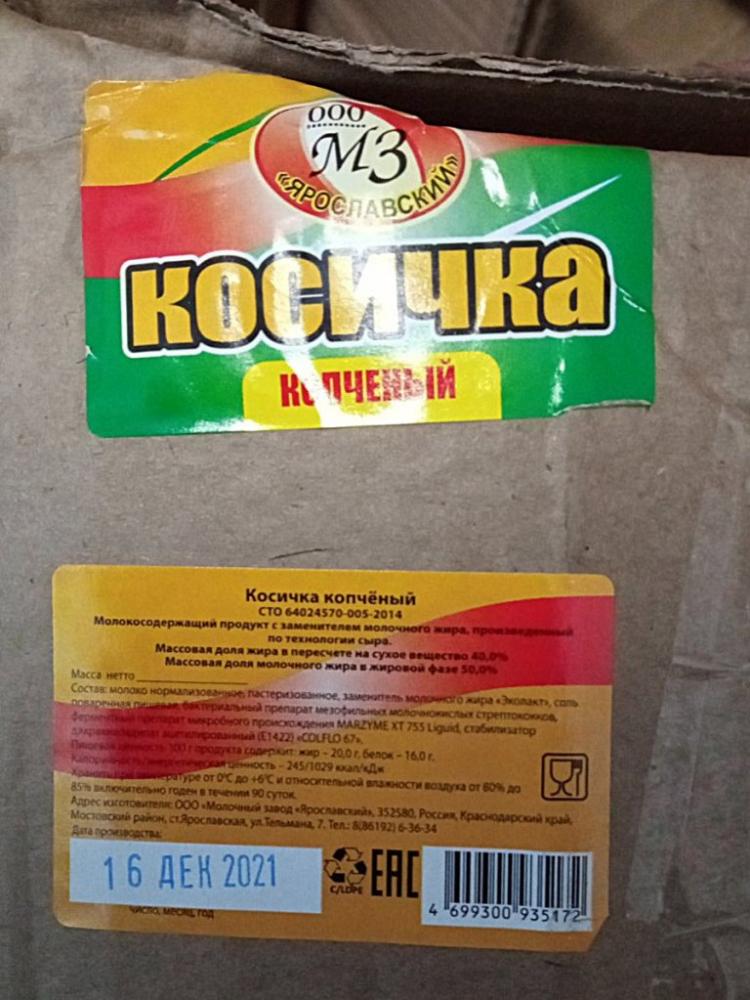 ООО
МЗ
«ЯРОСЛАВСКИЙ»
косичка
КОПЧЕНЫЙ
Косичка копчёный
СТО 64024570-005-2014
Молокосодержащий продукт с заменителем молочного жира, произведенный
по технологии сыра.
Массовая доля жира в пересчете на сухое вещество 40,0%
Массовая доля молочного жира в жировой фазе 50,0%
Масса нетто
Состав: молоко нормализованное, пастеризованное, заменитель молочного жира «Эколакт», соль
поваренная пищевая, бактериальный препарат мезофильных молочнокислых стрептококков,
ферментный препарат микробного происхождения MARZYME XT 755 Liguid, стабилизатор
дикрахмаладипат ацетилированный (Е1422) «COLFLO 67».
Пищевая ценность 100 г продукта содержит: жир – 20,0 г, белок – 16,0 г.
Калорийность/энергетическая ценность – 245/1029 ккал/кДж
Хранить при температуре от 0°С до +6°С и относительной влажности воздуха от 80% до
85% включительно годен в течении 90 суток.
Адрес изготовителя: ООО «Молочный завод «Ярославский», 352580, Россия, Краснодарский край,
Мостовский район, ст.Ярославская, ул.Тельмана, 7. Тел.: 8(86192) 6-36-34
Дата производства:
16 ДЕК 2021
C/LDPE
ЕАС
4 699300 935172
число, месяц, год